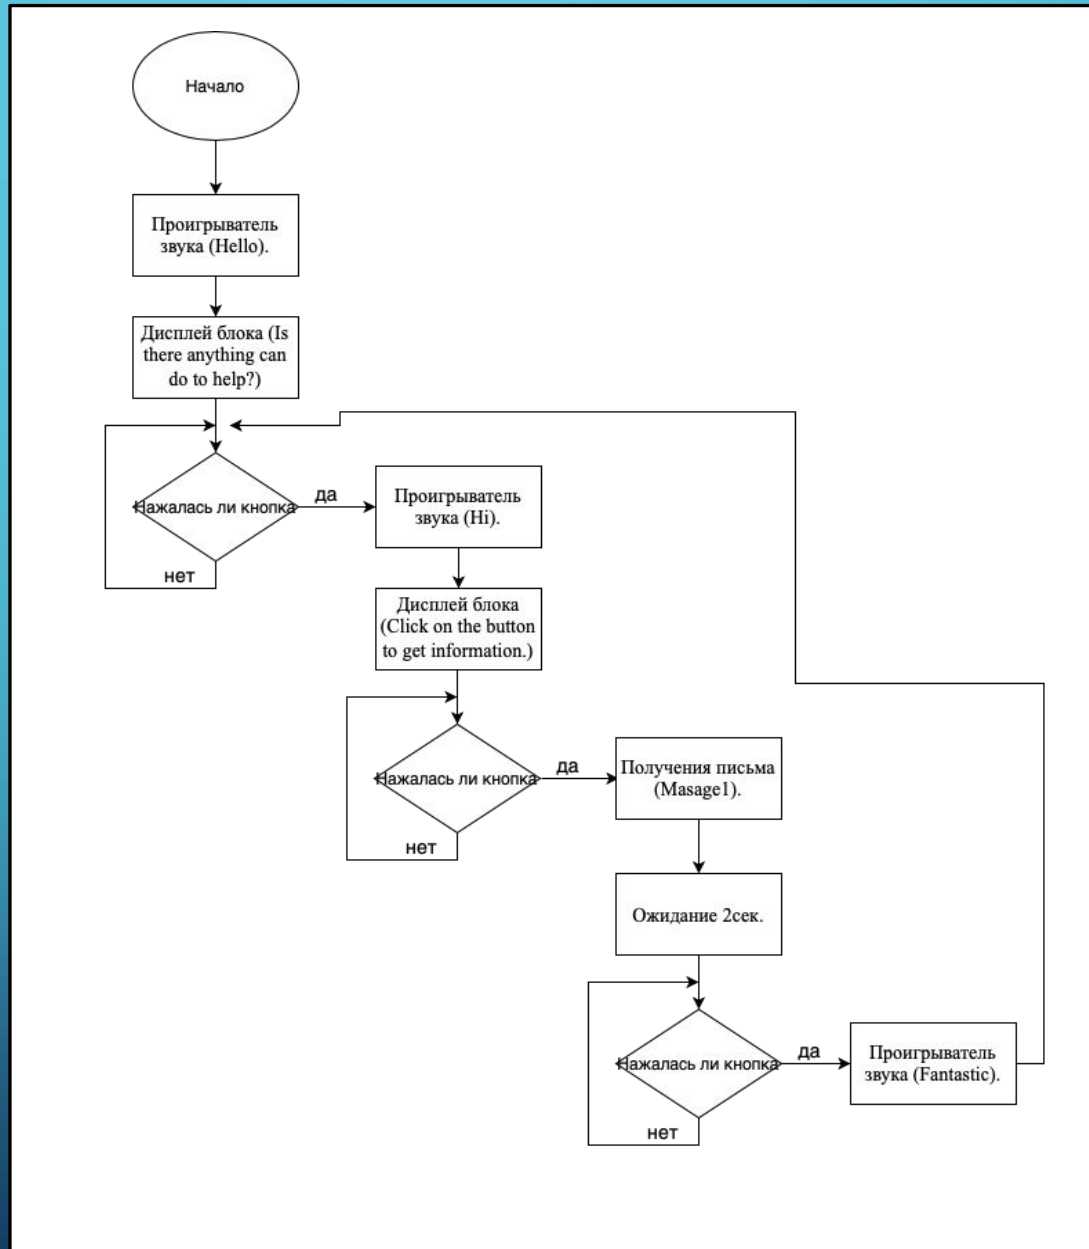 Начало
Проигрыватель
звука (Hello).
Дисплей блока (Is
there anything can
do to help?)
Нажалась ли кнопка
да
нет
Проигрыватель
звука (Hi).
Дисплей блока
(Click on the button
to get information.)
Нажалась ли кнопка
да
нет
Получения письма
(Masage1).
Ожидание 2сек.
Нажалась ли кнопка
да
нет
Проигрыватель
звука (Fantastic).